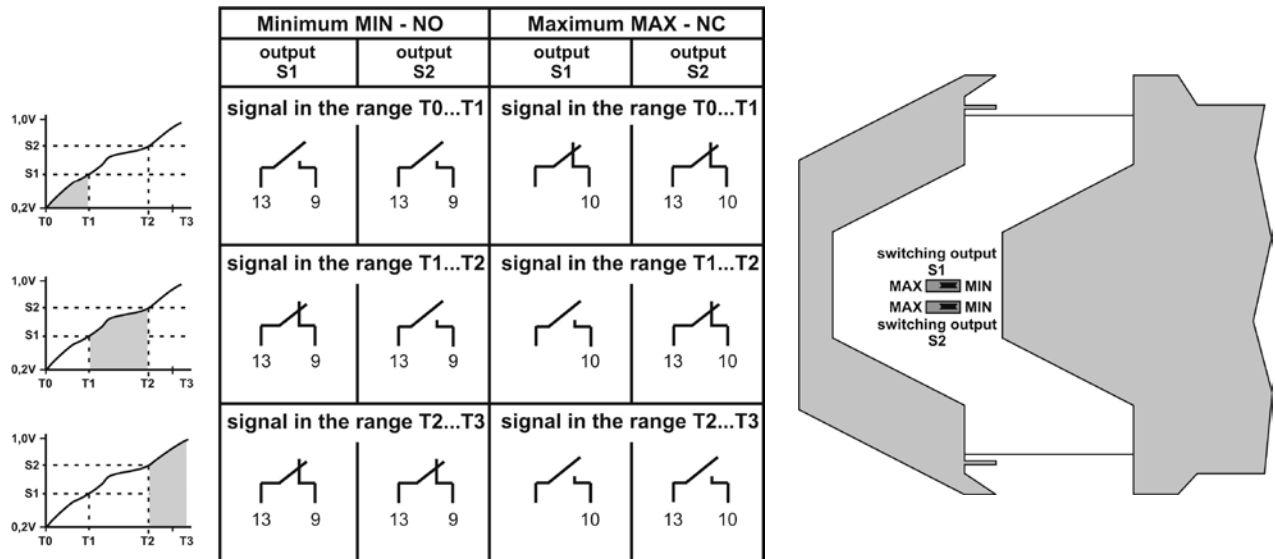 Minimum MIN - NO
Maximum MAX - NC
output
S1
output
S2
output
S1
output
S2
signal in the range T0...T1
signal in the range T0...T1
1,0V
S2
S1
0,2V
T0 T1 T2 T3
13 9
13 9
10
13 10
signal in the range T1...T2
signal in the range T1...T2
1,0V
S2
S1
0,2V
T0 T1 T2 T3
13 9
13 9
10
13 10
signal in the range T2...T3
signal in the range T2...T3
1,0V
S2
S1
0,2V
T0 T1 T2 T3
13 9
13 9
10
13 10
switching output
S1
MAX MIN
MAX MIN
switching output
S2